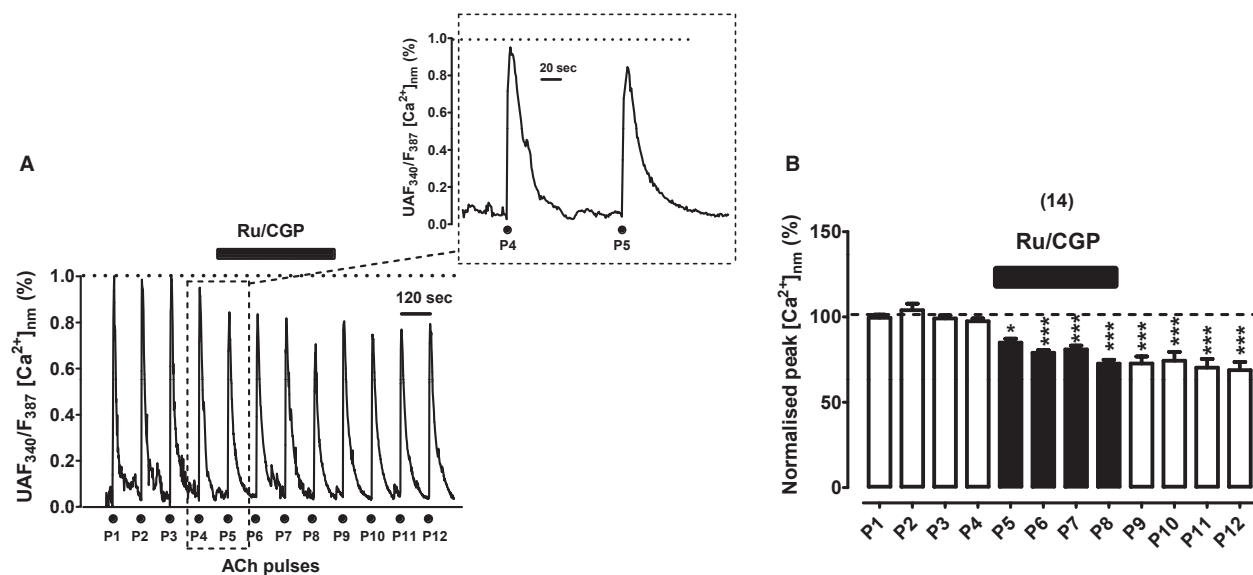 A
Ru/CGP
UAF₃₄₀/F₃₈₇ [Ca²⁺]ₙₘ (%)
1.0
0.8
0.6
0.4
0.2
0.0
120 sec
P1 P2 P3 P4 P5 P6 P7 P8 P9 P10 P11 P12
ACh pulses
UAF₃₄₀/F₃₈₇ [Ca²⁺]ₙₘ (%)
1.0
0.8
0.6
0.4
0.2
0.0
20 sec
P4 P5
B
(14)
Ru/CGP
Normalised peak [Ca²⁺]ₙₘ (%)
150
100
50
0
* *** *** *** *** *** *** ***
P1 P2 P3 P4 P5 P6 P7 P8 P9 P10 P11 P12